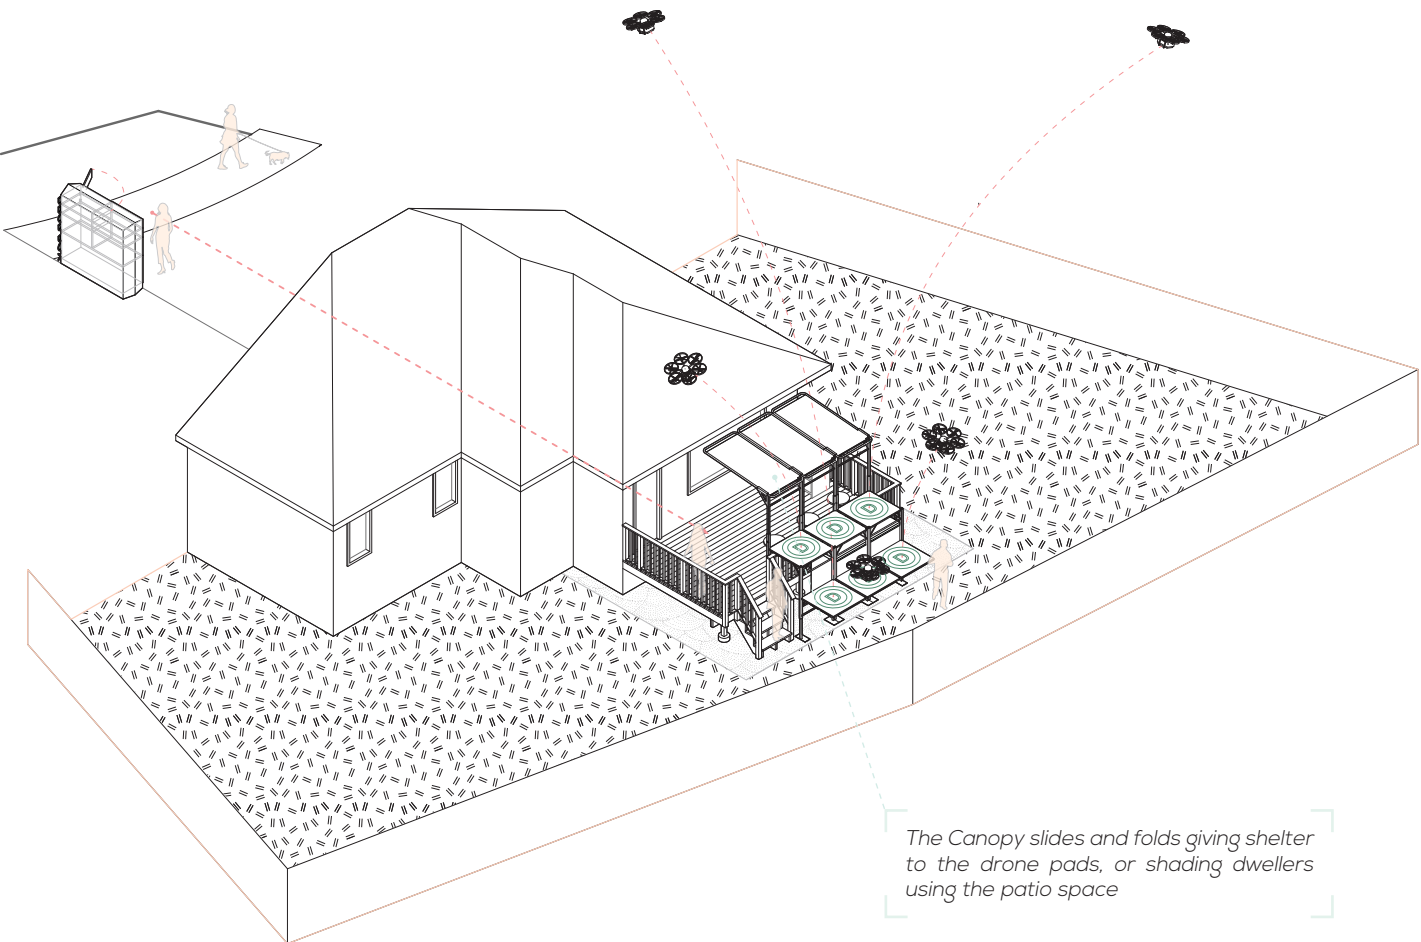 D
D
D
D
D
The Canopy slides and folds giving shelter
to the drone pads, or shading dwellers
using the patio space